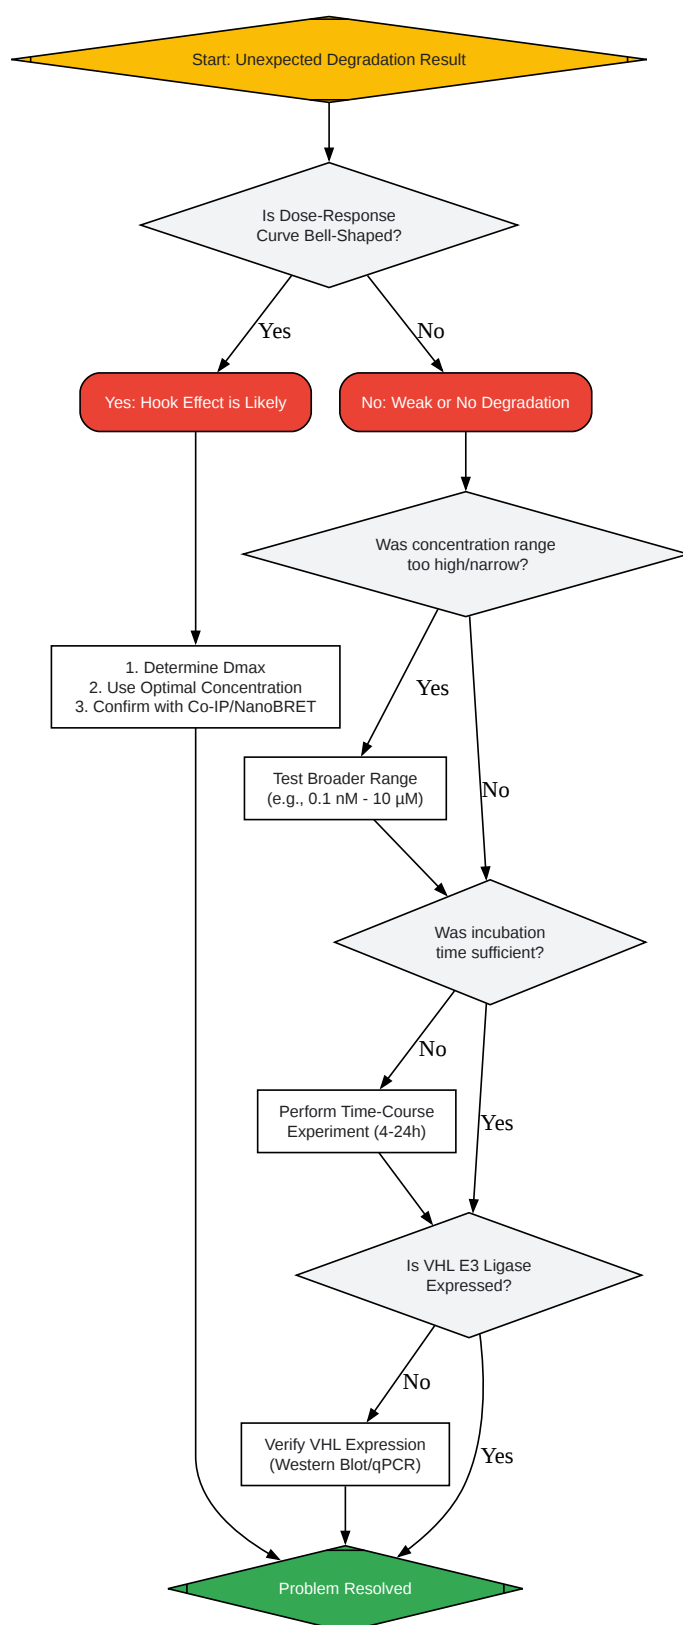 Start: Unexpected Degradation Result
Is Dose-Response
Curve Bell-Shaped?
Yes
No
Yes: Hook Effect is Likely
No: Weak or No Degradation
Was concentration range
too high/narrow?
1. Determine Dmax
2. Use Optimal Concentration
3. Confirm with Co-IP/NanoBRET
Yes
Test Broader Range
(e.g., 0.1 nM - 10 µM)
No
Was incubation
time sufficient?
No
Perform Time-Course
Experiment (4-24h)
Yes
Is VHL E3 Ligase
Expressed?
No
Verify VHL Expression
(Western Blot/qPCR)
Yes
Problem Resolved